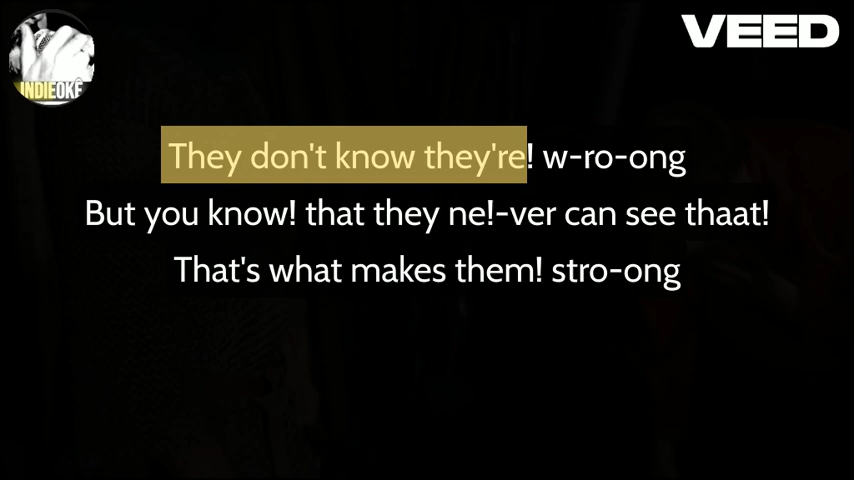 INDIEOKÊ
VEED
They don't know they're! w-ro-ong
But you know! that they ne!-ver can see thaat!
That's what makes them! stro-ong